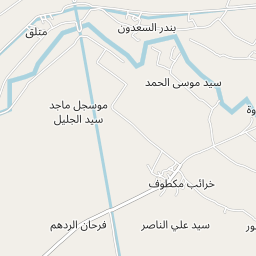 بندر السعدون
متلق
سيد موسى الحمد
موسجل ماجد
سيد الجليل
خرائب مكطوف
سيد علي الناصر
فرحان الردهم